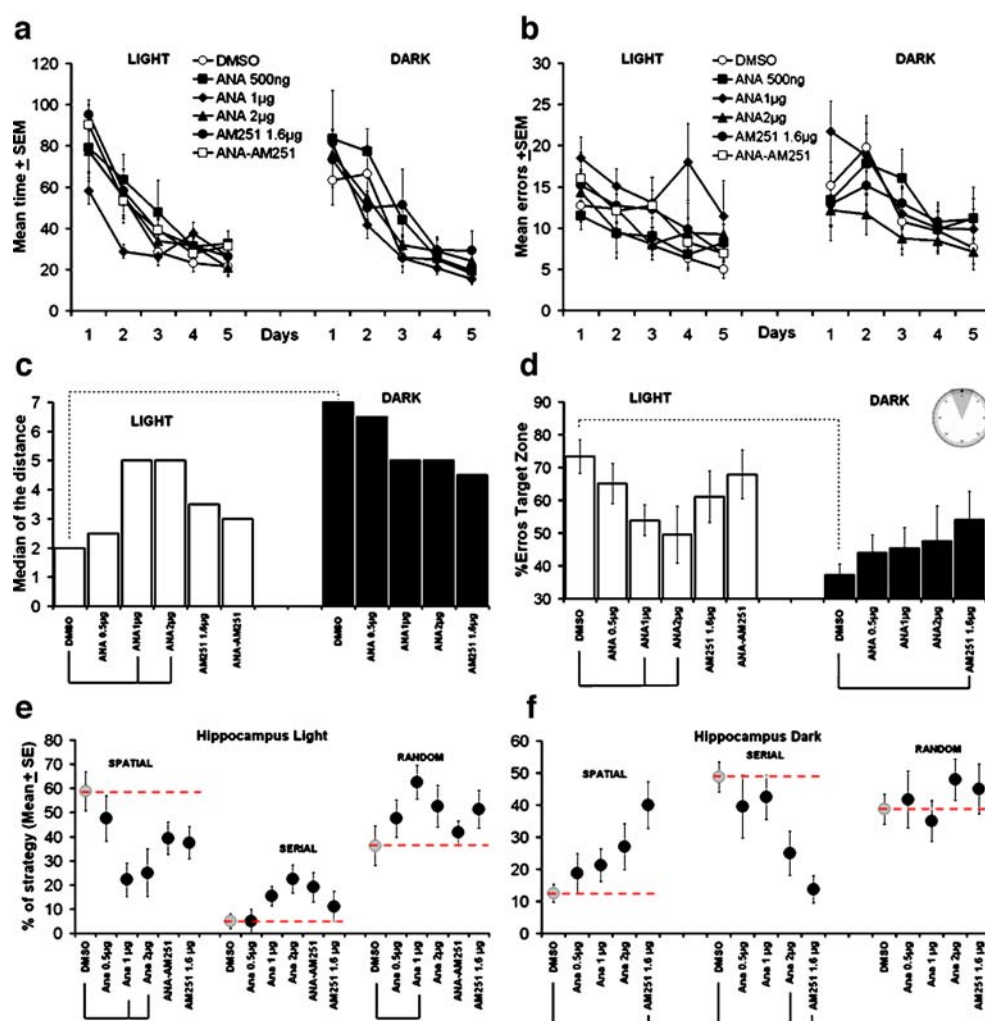 a
LIGHT
DARK
DMSO
ANA 500ng
ANA 1µg
ANA 2µg
AM251 1.6µg
ANA-AM251
Mean time ± SEM
120
100
80
60
40
20
0
1 2 3 4 5 Days 1 2 3 4 5
b
LIGHT
DARK
DMSO
ANA 500ng
ANA1µg
ANA2µg
AM251 1.6µg
ANA-AM251
Mean errors ±SEM
30
25
20
15
10
5
0
1 2 3 4 5 Days 1 2 3 4 5
c
LIGHT
DARK
Median of the distance
7
6
5
4
3
2
1
0
DMSO
ANA 0.5µg
ANA1µg
ANA2µg
AM251 1.6µg
ANA-AM251
DMSO
ANA 0.5µg
ANA1µg
ANA2µg
AM251 1.6µg
d
LIGHT
DARK
%Erros Target Zone
90
80
70
60
50
40
30
DMSO
ANA 0.5µg
ANA1µg
ANA2µg
AM251 1.6µg
ANA-AM251
DMSO
ANA 0.5µg
ANA1µg
ANA2µg
AM251 1.6µg
e
Hippocampus Light
SPATIAL
SERIAL
RANDOM
% of strategy (Mean ± SE)
80
70
60
50
40
30
20
10
0
DMSO
Ana 0.5µg
Ana 1 µg
Ana 2µg
ANA-AM251
AM251 1.6 µg
DMSO
Ana 0.5µg
Ana 1 µg
Ana 2µg
ANA-AM251
AM251 1.6 µg
DMSO
Ana 0.5µg
Ana 1 µg
Ana 2µg
ANA-AM251
AM251 1.6 µg
f
Hippocampus Dark
SPATIAL
SERIAL
RANDOM
60
50
40
30
20
10
0
DMSO
Ana 0.5µg
Ana 1 µg
Ana 2µg
AM251 1.6 µg
DMSO
Ana 0.5µg
Ana 1 µg
Ana 2µg
AM251 1.6 µg
DMSO
Ana 0.5µg
Ana 1 µg
Ana 2µg
AM251 1.6 µg